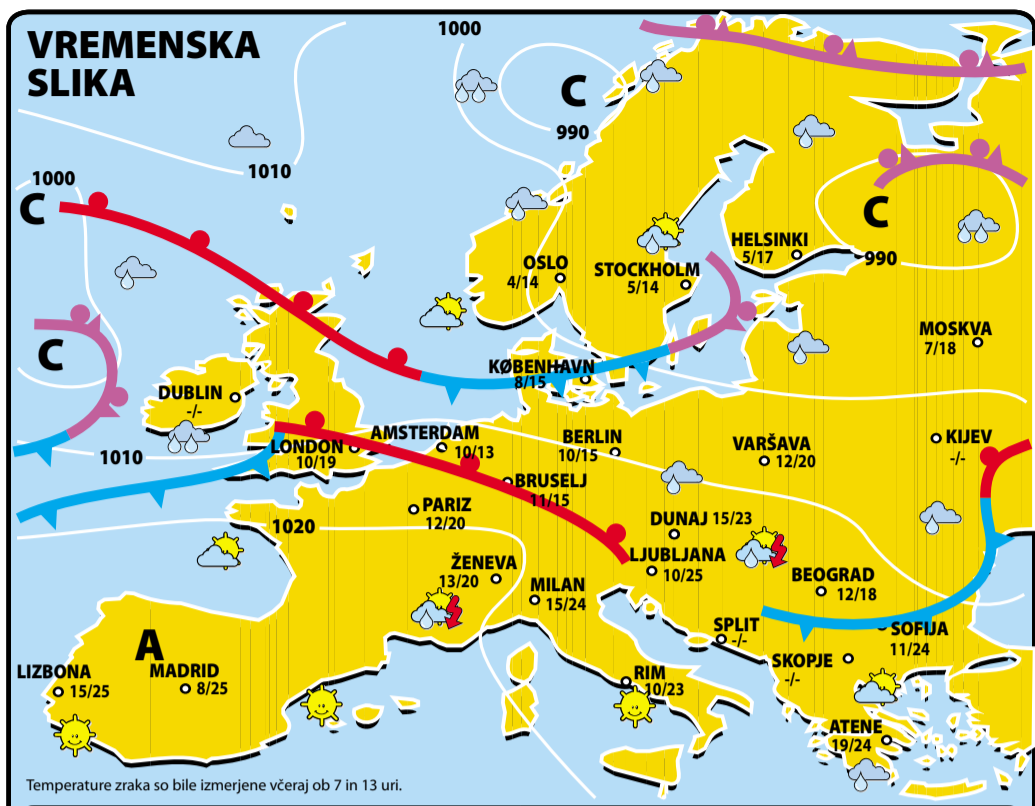 VREMENSKA
SLIKA
1000
C
990
1010
1000
C
C
990
HELSINKI
5/17
OSLO
4/14
STOCKHOLM
5/14
MOSKVA
7/18
C
KØBENHAVN
8/15
DUBLIN
-/-
LONDON
10/19
AMSTERDAM
10/13
BERLIN
10/15
VARŠAVA
12/20
KIJEV
-/-
1010
BRUSELJ
11/15
PARIZ
12/20
1020
DUNAJ 15/23
LJUBLJANA
10/25
ŽENEVA
13/20
MILAN
15/24
BEOGRAD
12/18
SPLIT
-/-
SOFIJA
11/24
SKOPJE
-/-
A
LIZBONA
15/25
MADRID
8/25
RIM
10/23
ATENE
19/24
Temperature zraka so bile izmerjene včeraj ob 7 in 13 uri.